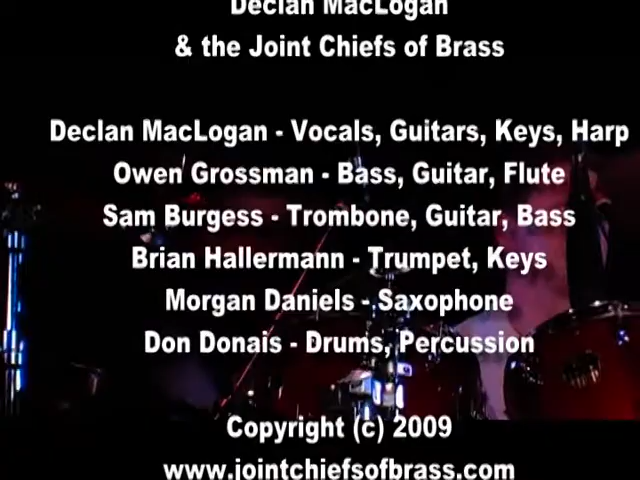 Declan MacLogan
& the Joint Chiefs of Brass
Declan MacLogan - Vocals, Guitars, Keys, Harp
Owen Grossman - Bass, Guitar, Flute
Sam Burgess - Trombone, Guitar, Bass
Brian Hallermann - Trumpet, Keys
Morgan Daniels - Saxophone
Don Donais - Drums, Percussion
Copyright (c) 2009
www.jointchiefsofbrass.com